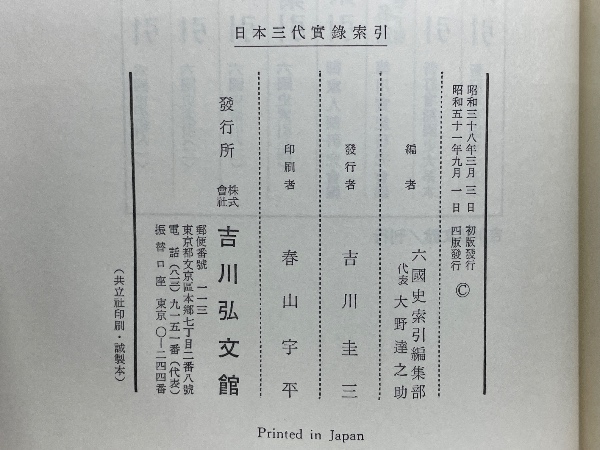 日本三代實錄索引
昭和三十八年三月三日　初版發行
昭和五十一年九月一日　四版發行
©
編者　六國史索引編集部
代表　大野達之助
發行者　吉川圭三
印刷者　春山宇平
發行所　株式會社　吉川弘文館
郵便番號　一一三
東京都文京區本鄕七丁目二番八號
電話（八一三）九一五一番（代表）
振替口座　東京　〇—二四四番
（共立社印刷・誠製本）
Printed in Japan